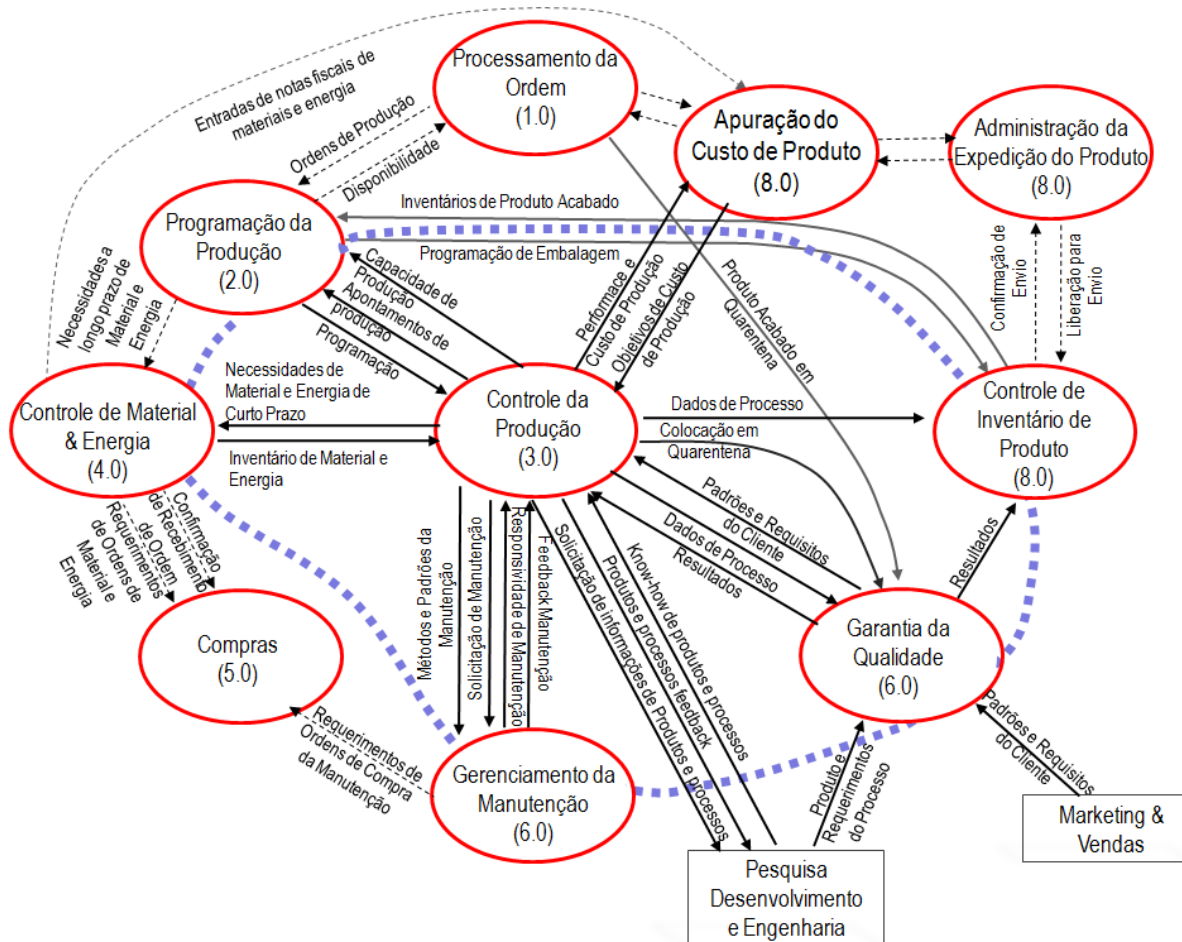 Processamento da
Ordem
(1.0)
Entradas de notas fiscais de
materiais e energia
Ordens de Produção
Disponibilidade
Apuração do
Custo de Produto
(8.0)
Administração da
Expedição do Produto
(8.0)
Programação da
Produção
(2.0)
Inventários de Produto Acabado
Programação de Embalagem
Capacidade de
Produção
Apontamentos de
produção
Programação
Performace e
Custo de Produção
Objetivos de Custo
de Produção
Produto Acabado em
Quarentena
Confirmação de
Envio
Liberação para
Envio
Necessidades a
longo prazo de
Material e
Energia
Controle de Material
& Energia
(4.0)
Necessidades de
Material e Energia de
Curto Prazo
Inventário de Material e
Energia
Controle da
Produção
(3.0)
Dados de Processo
Colocação em
Quarentena
Controle de
Inventário de
Produto
(8.0)
Padrões e Requisitos
do Cliente
Dados de Processo
Resultados
Resultados
Confirmação
de Recebimento
de Ordem
Requerimentos
de Ordens de
Material e
Energia
Compras
(5.0)
Métodos e Padrões da
Manutenção
Solicitação de Manutenção
Responsividade de Manutenção
Feedback Manutenção
Solicitação de informações de Produtos e processos
Produtos e processos feedback
Know-how de produtos e processos
Garantia da
Qualidade
(6.0)
Requerimentos de
Ordens de Compra
da Manutenção
Gerenciamento da
Manutenção
(6.0)
Produto e
Requerimentos
do Processo
Padrões e Requisitos
do Cliente
Marketing &
Vendas
Pesquisa
Desenvolvimento
e Engenharia